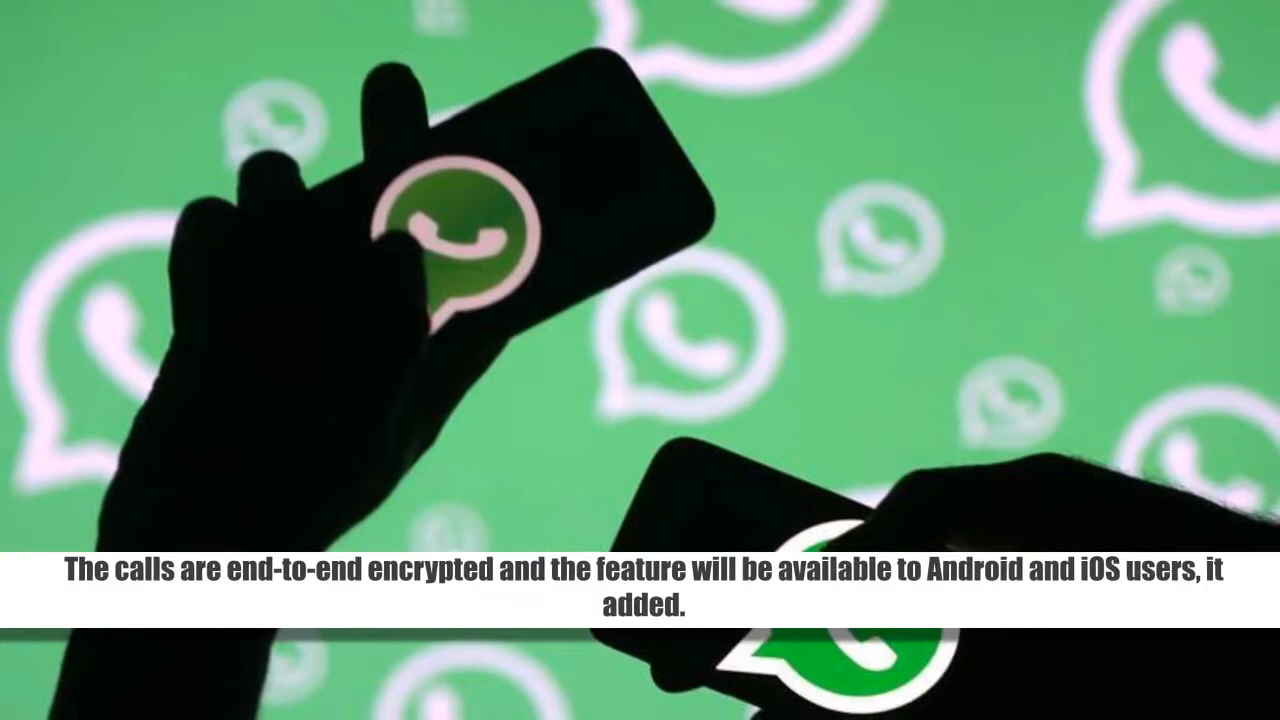 The calls are end-to-end encrypted and the feature will be available to Android and iOS users, it
added.